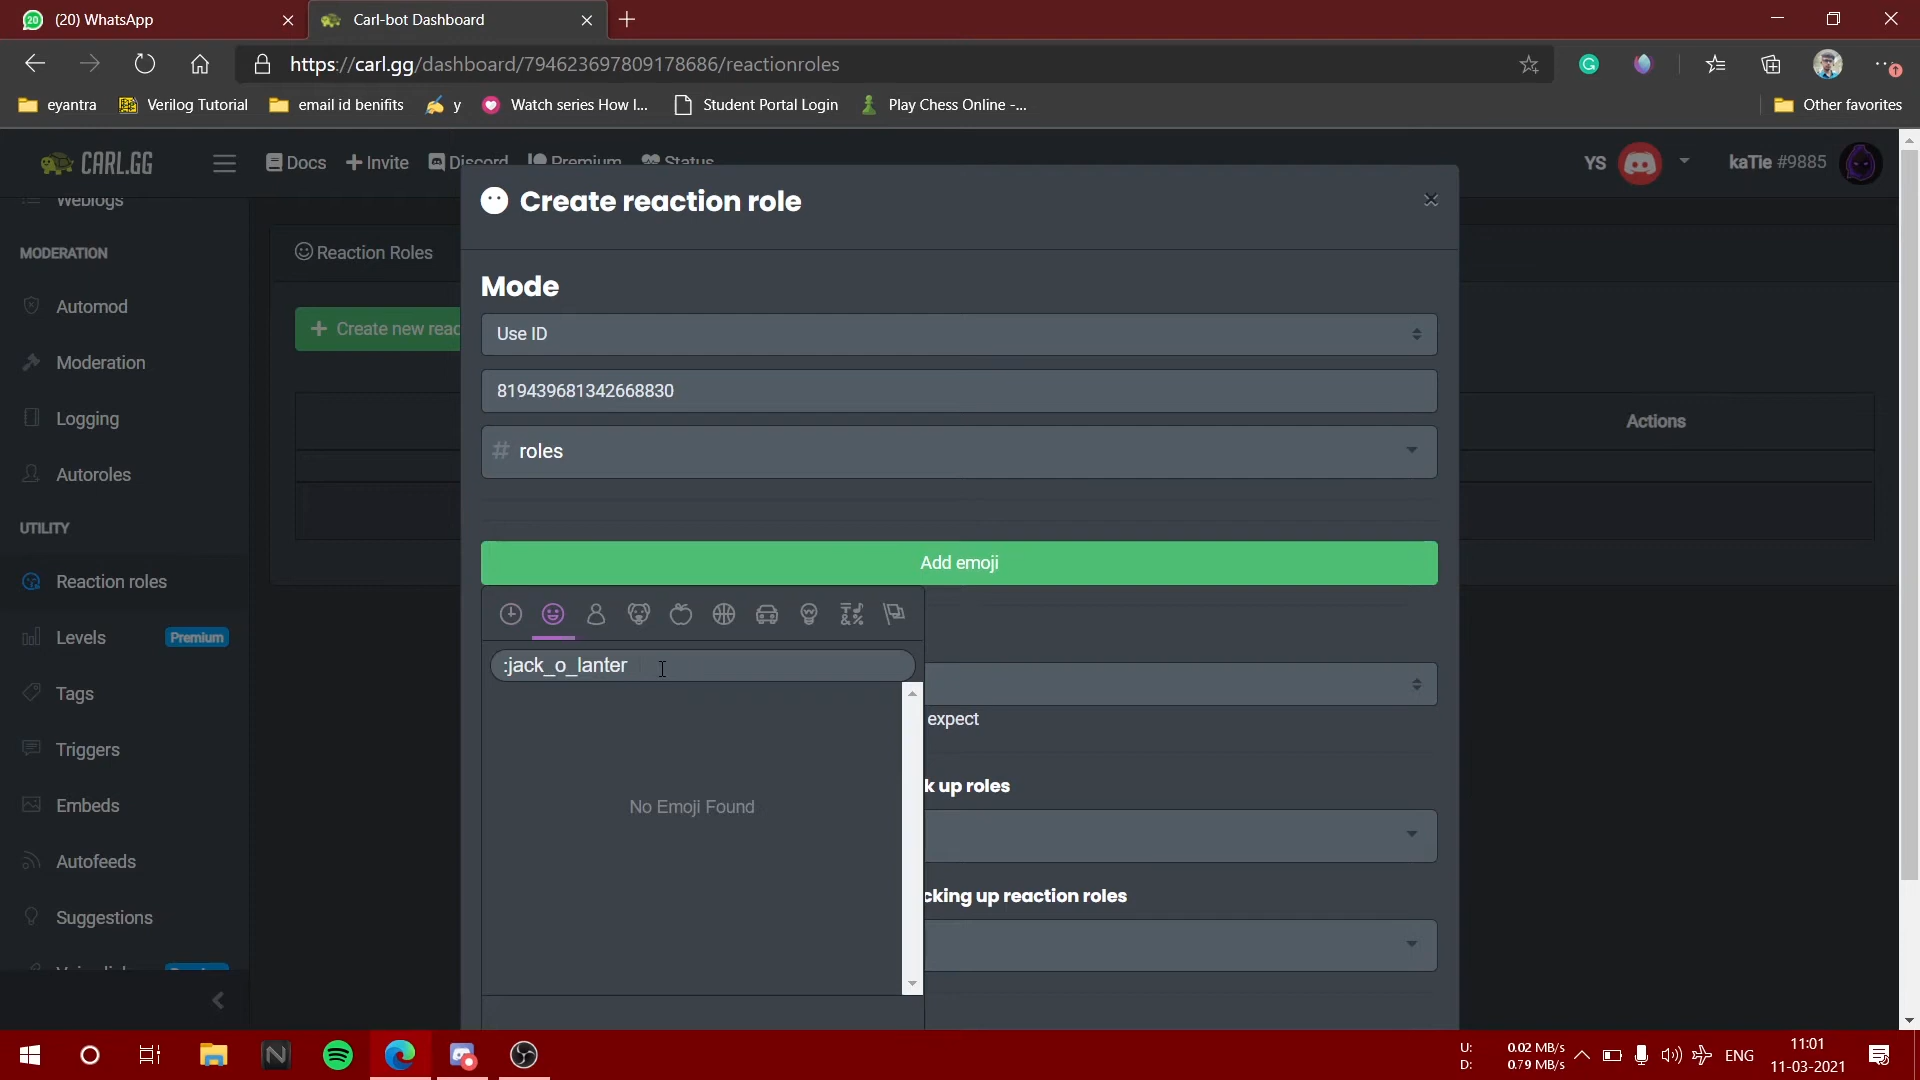 (20) WhatsApp
Carl-bot Dashboard
https://carl.gg/dashboard/794623697809178686/reactionroles
eyantra
Verilog Tutorial
email id benifits
y
Watch series How I...
Student Portal Login
Play Chess Online -...
Other favorites
CARL.GG
Docs
Invite
Discord
Premium
Status
YS
kaTie #9885
Weblogs
MODERATION
Automod
Moderation
Logging
Autoroles
UTILITY
Reaction roles
Levels Premium
Tags
Triggers
Embeds
Autofeeds
Suggestions
Reaction Roles
+ Create new reac
Actions
Create reaction role
×
Mode
Use ID
819439681342668830
# roles
Add emoji
:jack_o_lanter
No Emoji Found
expect
k up roles
cking up reaction roles
U: 0.02 MB/s
D: 0.79 MB/s
ENG
11:01
11-03-2021